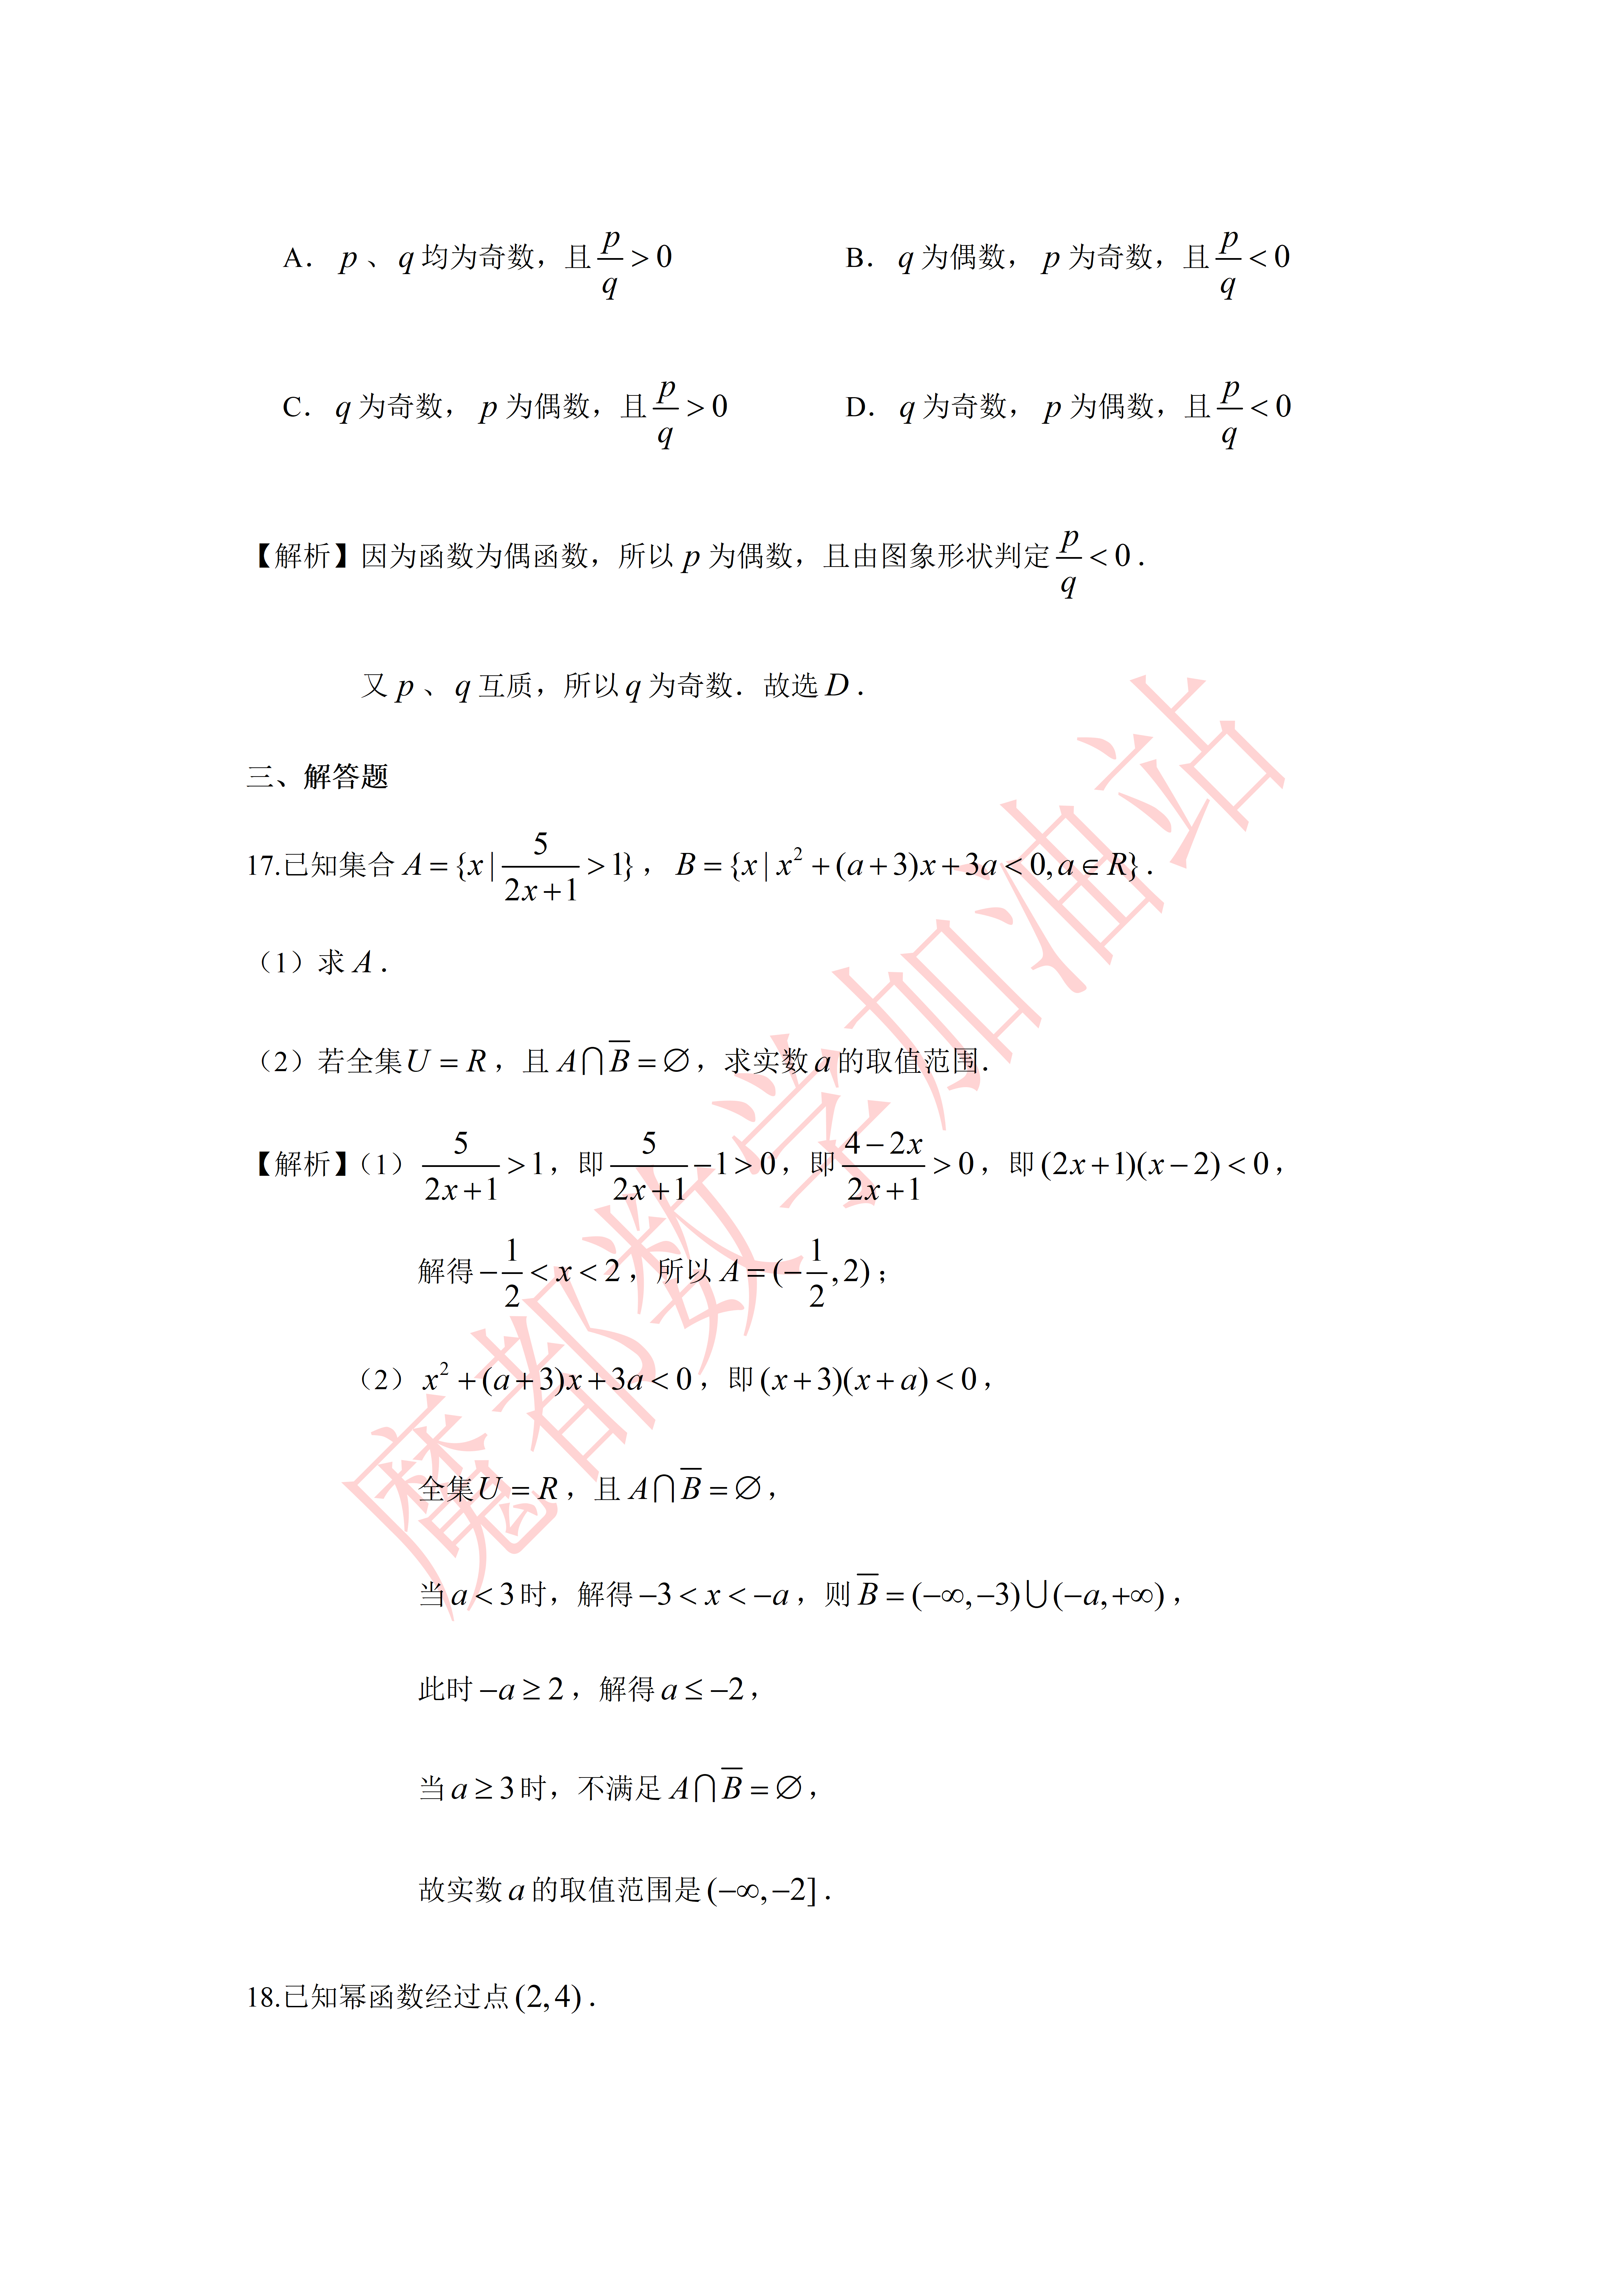 A． p 、q 均为奇数，且 p/q > 0 B． q 为偶数， p 为奇数，且 p/q < 0
C． q 为奇数， p 为偶数，且 p/q > 0 D． q 为奇数， p 为偶数，且 p/q < 0
【解析】因为函数为偶函数，所以 p 为偶数，且由图象形状判定 p/q < 0．
又 p 、q 互质，所以 q 为奇数．故选 D．
三、解答题
17.已知集合 A = {x | 5/(2x+1) > 1}， B = {x | x² + (a+3)x + 3a < 0, a ∈ R}．
（1）求 A．
（2）若全集 U = R，且 A⋂B̅ = ∅，求实数 a 的取值范围．
【解析】（1） 5/(2x+1) > 1，即 5/(2x+1) − 1 > 0，即 (4−2x)/(2x+1) > 0，即 (2x+1)(x−2) < 0，
解得 −1/2 < x < 2，所以 A = (−1/2, 2)；
（2） x² + (a+3)x + 3a < 0，即 (x+3)(x+a) < 0，
全集 U = R，且 A⋂B̅ = ∅，
当 a < 3 时，解得 −3 < x < −a，则 B̅ = (−∞, −3)⋃(−a, +∞)，
此时 −a ≥ 2，解得 a ≤ −2，
当 a ≥ 3 时，不满足 A⋂B̅ = ∅，
故实数 a 的取值范围是 (−∞, −2]．
18.已知幂函数经过点 (2, 4)．
魔都数学加油站